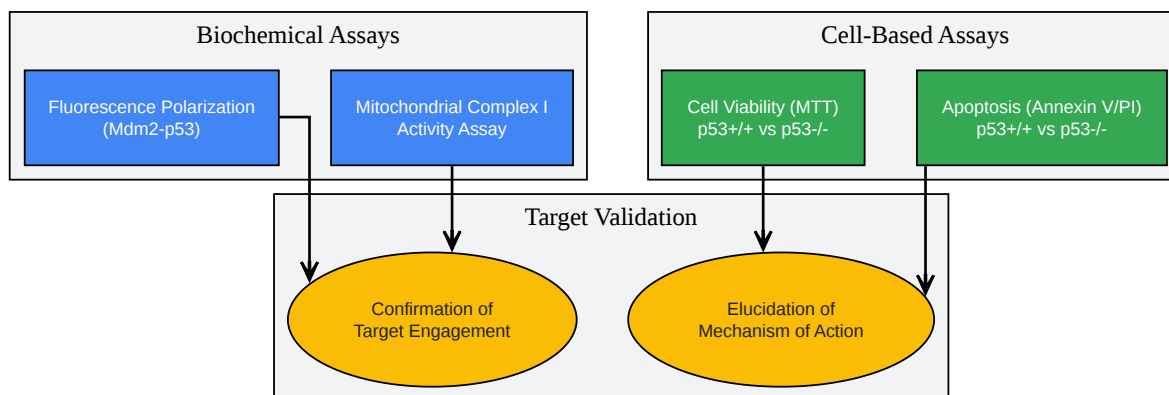 Biochemical Assays
Fluorescence Polarization
(Mdm2-p53)
Mitochondrial Complex I
Activity Assay
Cell-Based Assays
Cell Viability (MTT)
p53+/+ vs p53-/-
Apoptosis (Annexin V/PI)
p53+/+ vs p53-/-
Target Validation
Confirmation of
Target Engagement
Elucidation of
Mechanism of Action